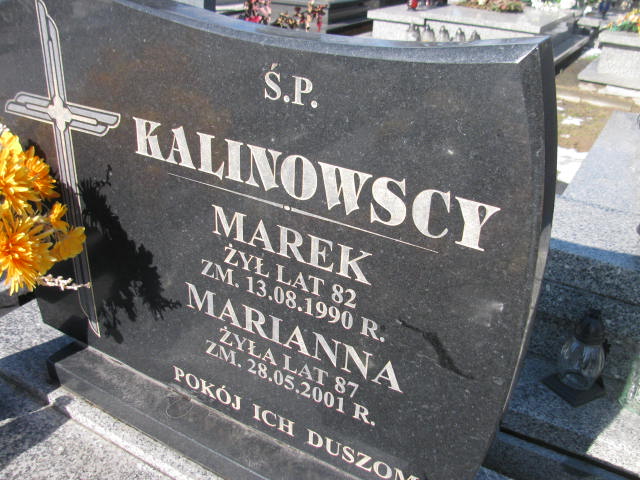 Ś.P.
KALINOWSCY
MAREK
ŻYŁ LAT 82
ZM. 13.08.1990 R.
MARIANNA
ŻYŁA LAT 87
ZM. 28.05.2001 R.
POKÓJ ICH DUSZOM